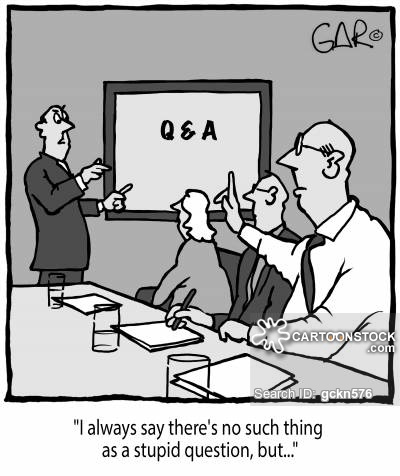 GAR©
Q & A
CARTOONSTOCK
.com
Search ID: gckn576
"I always say there's no such thing
as a stupid question, but..."